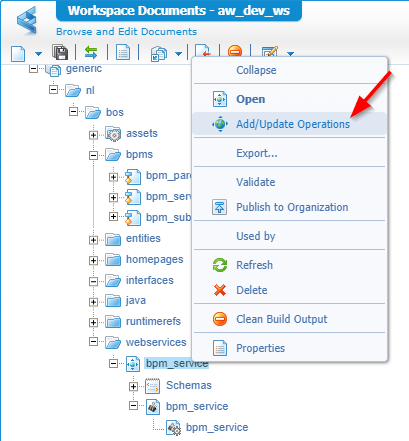 Workspace Documents - aw_dev_ws
Browse and Edit Documents
generic
nl
bos
assets
bpms
bpm_par
bpm_serv
bpm_sub
entities
homepages
interfaces
java
runtimerefs
webservices
bpm_service
Schemas
bpm_service
bpm_service
Collapse
Open
Add/Update Operations
Export...
Validate
Publish to Organization
Used by
Refresh
Delete
Clean Build Output
Properties